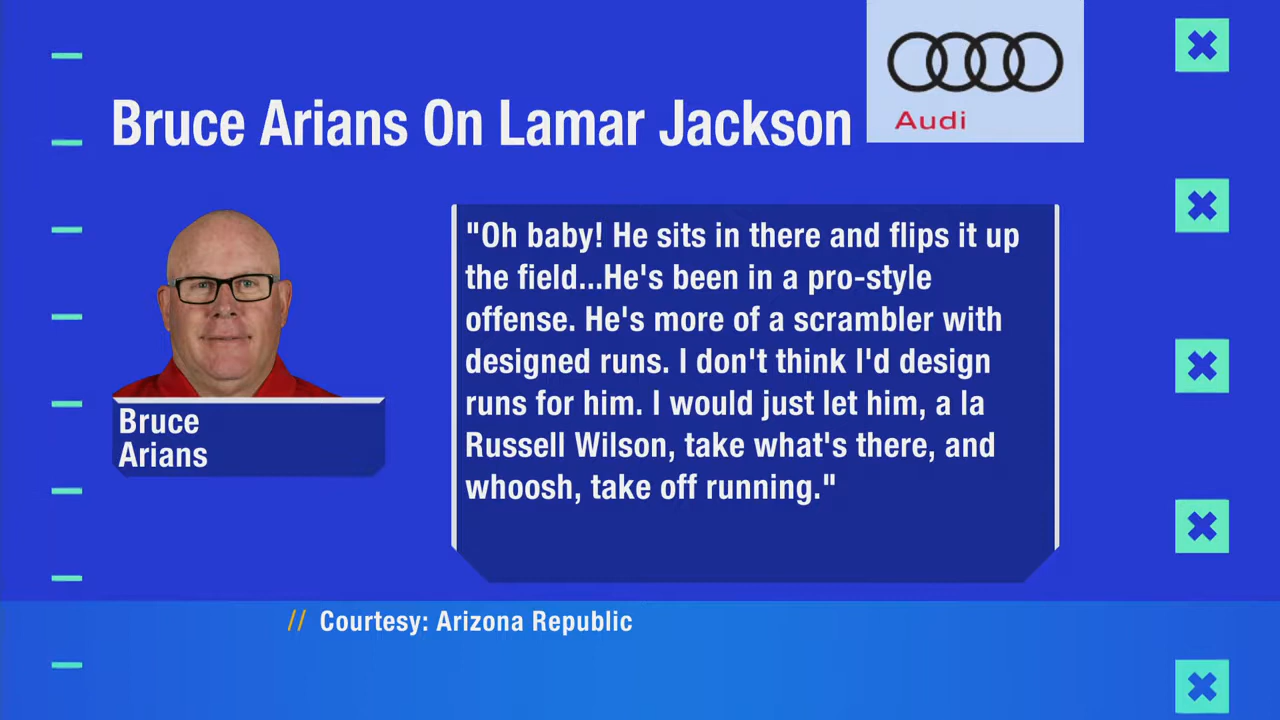 Bruce Arians On Lamar Jackson
Audi
"Oh baby! He sits in there and flips it up
the field...He's been in a pro-style
offense. He's more of a scrambler with
designed runs. I don't think I'd design
runs for him. I would just let him, a la
Russell Wilson, take what's there, and
whoosh, take off running."
Bruce
Arians
// Courtesy: Arizona Republic